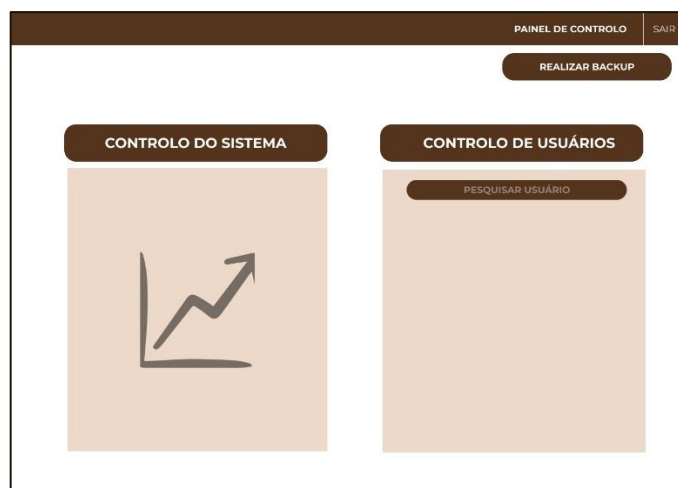 PAINEL DE CONTROLO
SAIR
REALIZAR BACKUP
CONTROLO DO SISTEMA
CONTROLO DE USUÁRIOS
PESQUISAR USUÁRIO